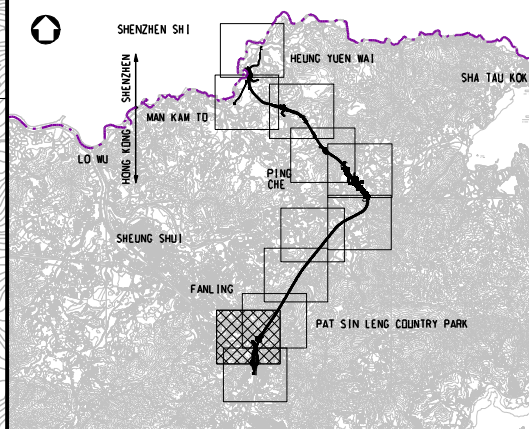 SHENZHEN SHI
HEUNG YUEN WAI
SHA TAU KOK
SHENZHEN
HONG KONG
MAN KAM TO
LO WU
PING
CHE
SHEUNG SHUI
FANLING
PAT SIN LENG COUNTRY PARK